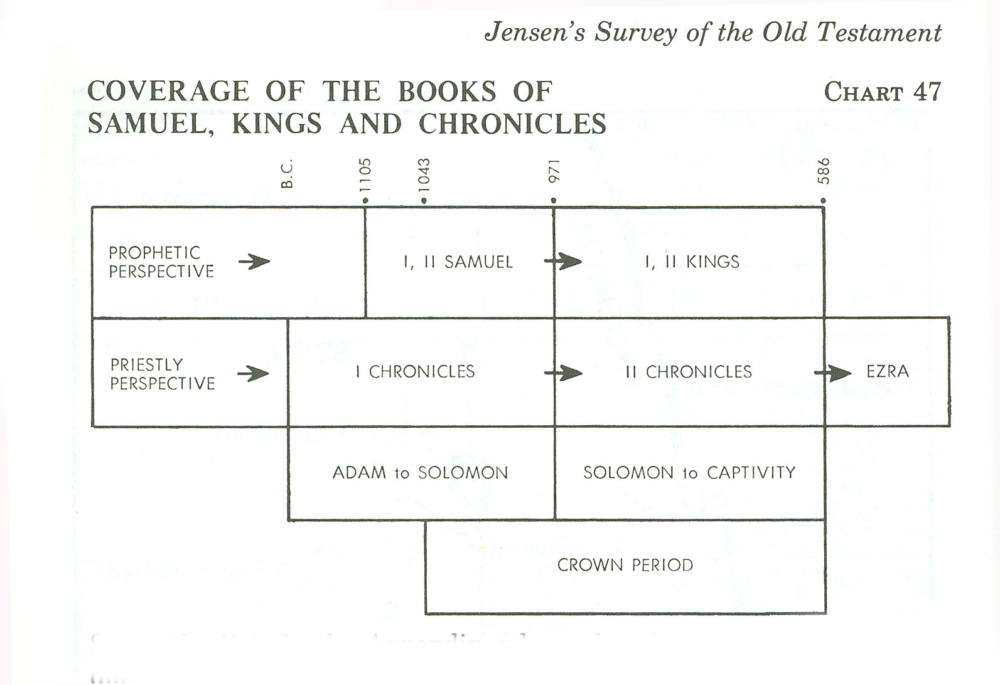 Jensen's Survey of the Old Testament
COVERAGE OF THE BOOKS OF
SAMUEL, KINGS AND CHRONICLES
CHART 47
B.C.
1105
1043
971
586
PROPHETIC
PERSPECTIVE
I, II SAMUEL
I, II KINGS
PRIESTLY
PERSPECTIVE
I CHRONICLES
II CHRONICLES
EZRA
ADAM to SOLOMON
SOLOMON to CAPTIVITY
CROWN PERIOD